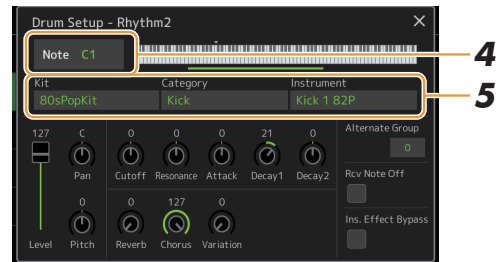 Drum Setup - Rhythm2 ×
Note C1
4
Kit Category Instrument
80sPopKit Kick Kick 1 82P
5
127 C 0 0 0 21 0 Alternate Group
0
Pan Cutoff Resonance Attack Decay1 Decay2 Rcv Note Off
0 0 127 0 Ins. Effect Bypass
Level Pitch Reverb Chorus Variation